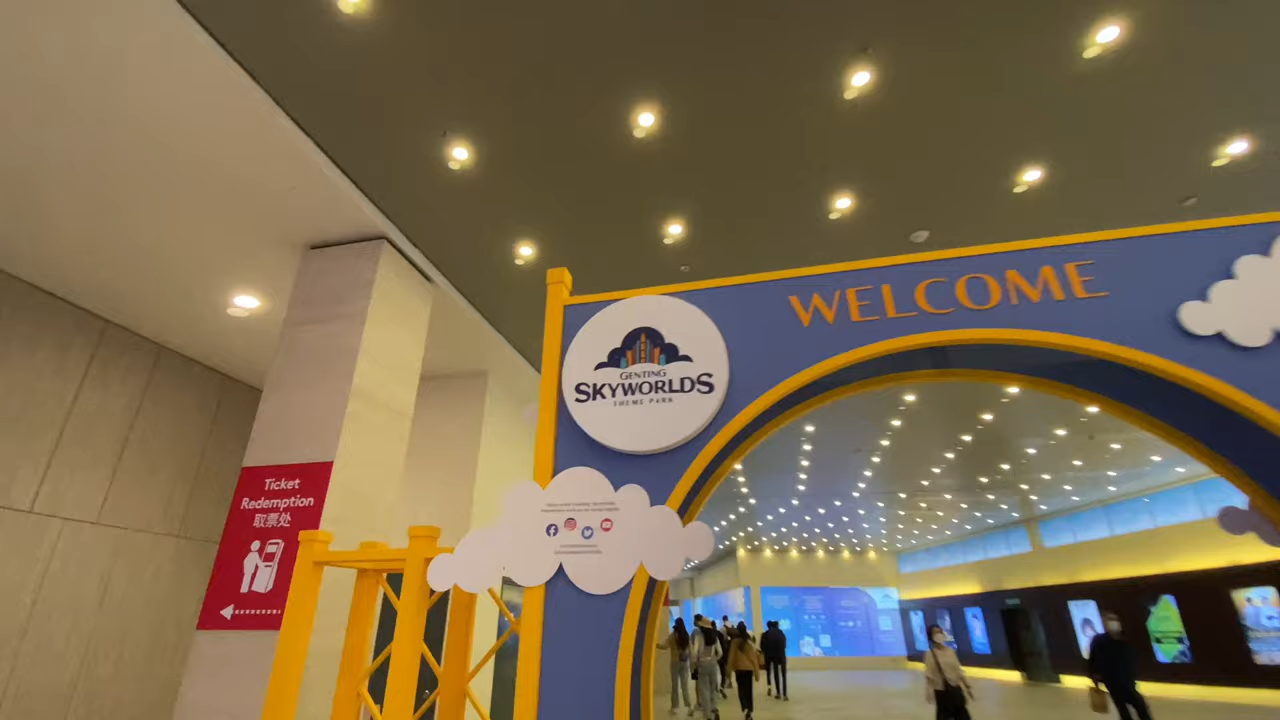 WELCOME
GENTING
SKYWORLDS
THEME PARK
Ticket
Redemption
取票处